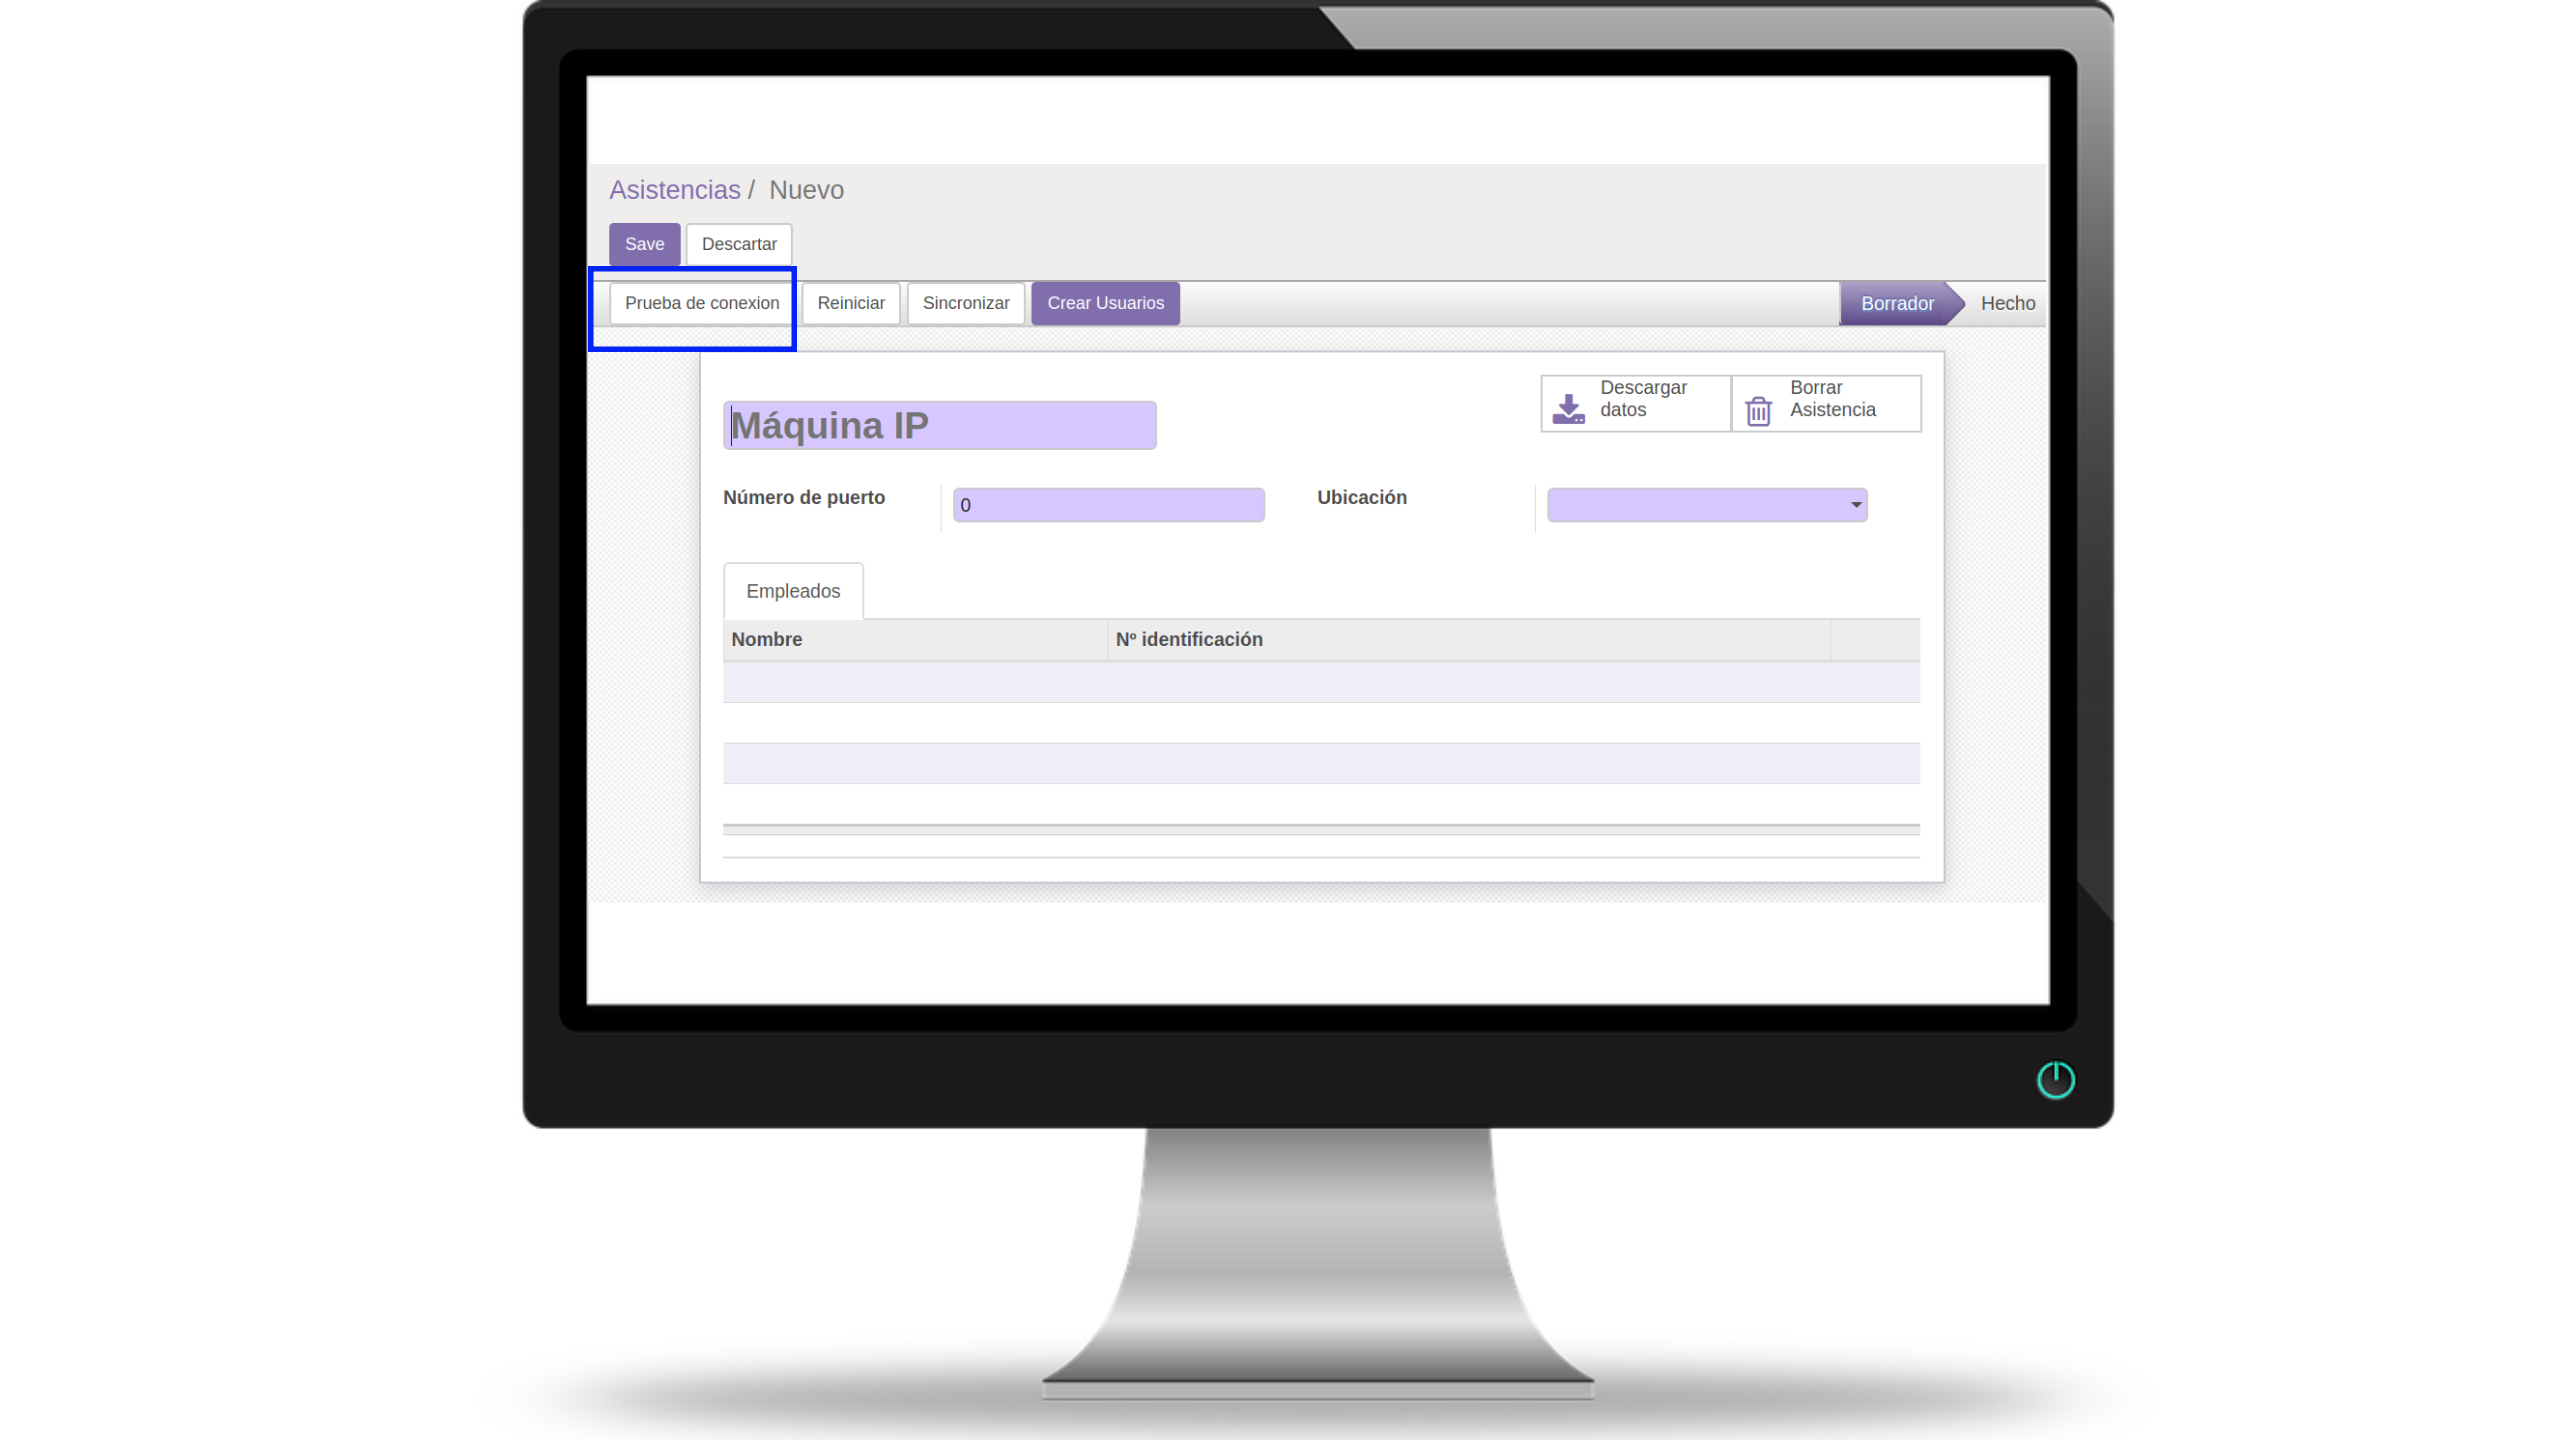 Asistencias / Nuevo
Save Descartar
Prueba de conexion Reiniciar Sincronizar Crear Usuarios Borrador Hecho
Descargar datos
Borrar Asistencia
Máquina IP
Número de puerto 0 Ubicación
Empleados
Nombre Nº identificación